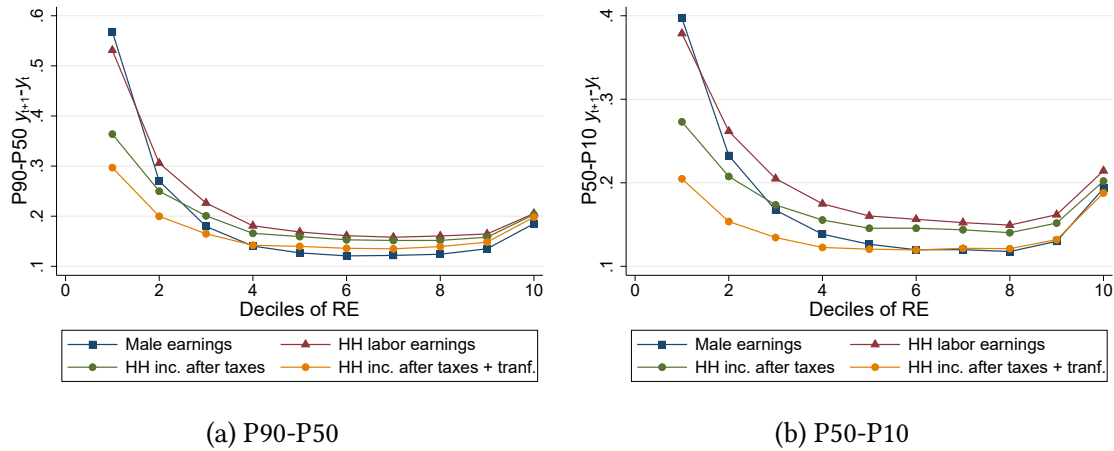 .6
.5
.4
.3
.2
.1
P90-P50 yt+1-yt
0 2 4 6 8 10
Deciles of RE
Male earnings HH labor earnings
HH inc. after taxes HH inc. after taxes + tranf.
(a) P90-P50
.4
.3
.2
.1
P50-P10 yt+1-yt
0 2 4 6 8 10
Deciles of RE
Male earnings HH labor earnings
HH inc. after taxes HH inc. after taxes + tranf.
(b) P50-P10